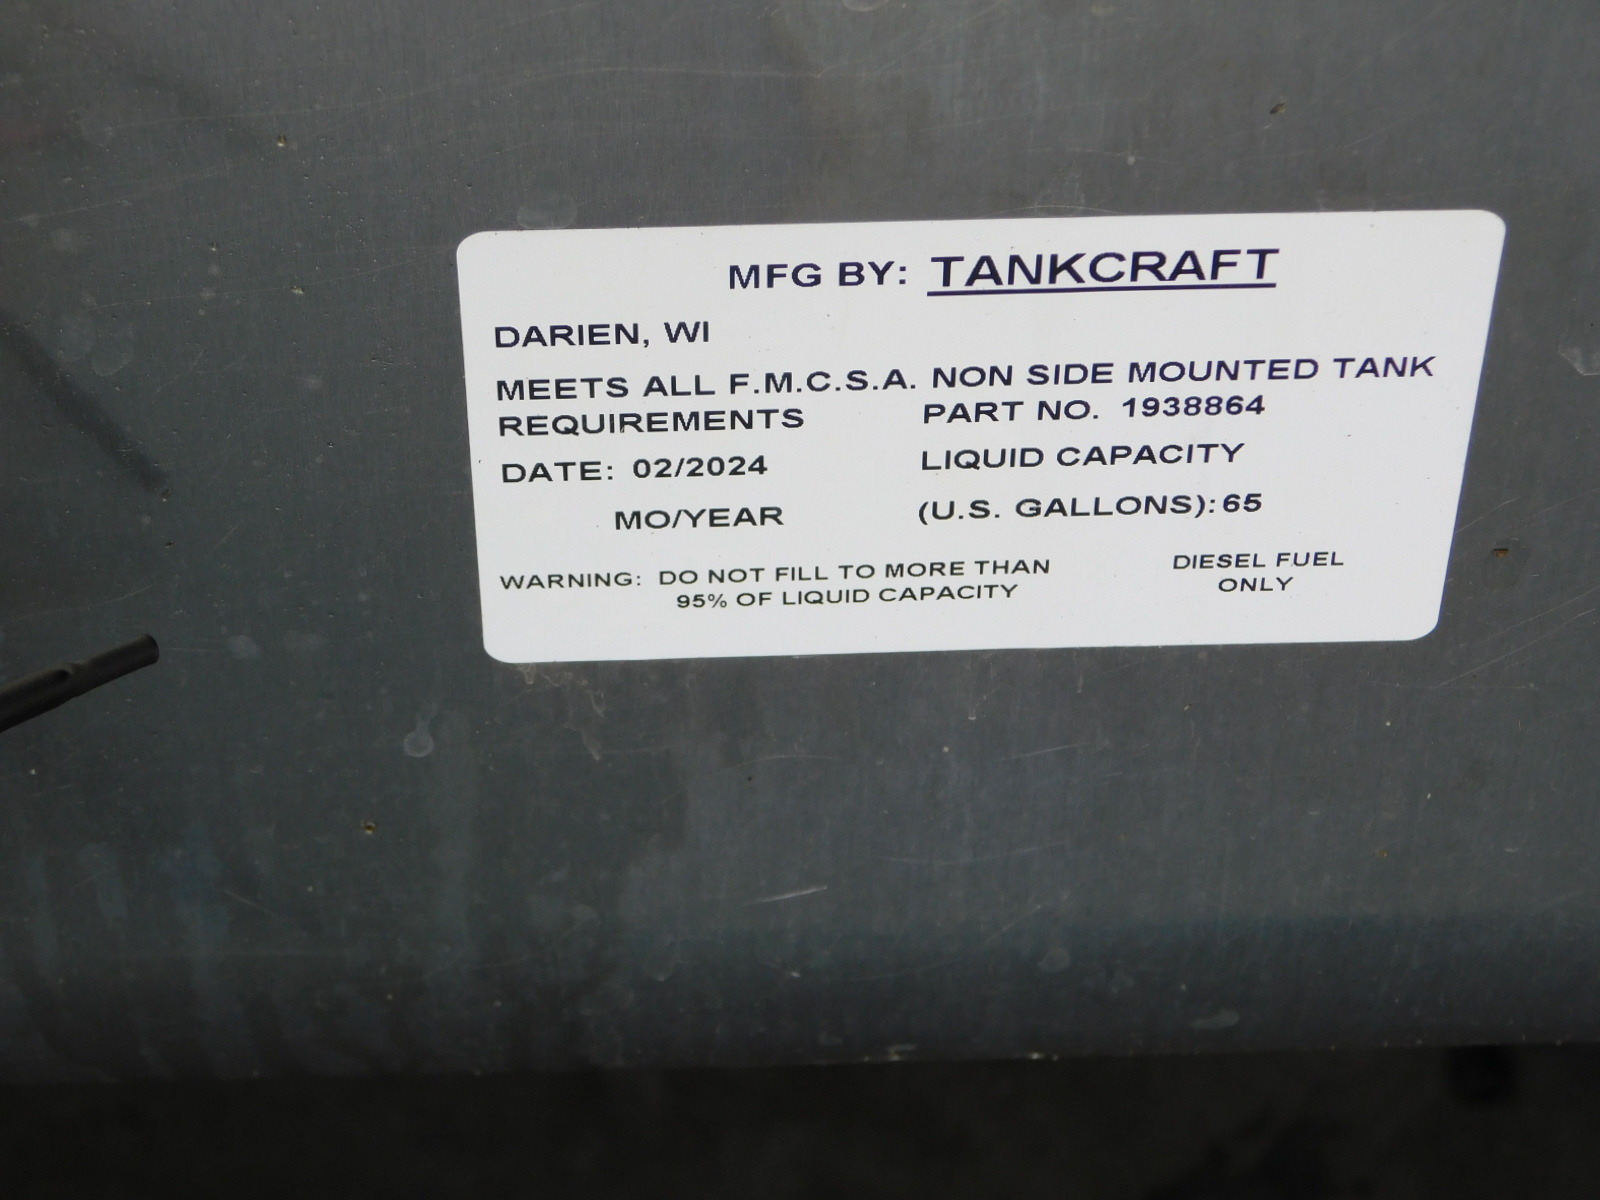 MFG BY: TANKCRAFT
DARIEN, WI
MEETS ALL F.M.C.S.A. NON SIDE MOUNTED TANK
REQUIREMENTS PART NO. 1938864
DATE: 02/2024 LIQUID CAPACITY
MO/YEAR (U.S. GALLONS): 65
WARNING: DO NOT FILL TO MORE THAN
95% OF LIQUID CAPACITY
DIESEL FUEL
ONLY